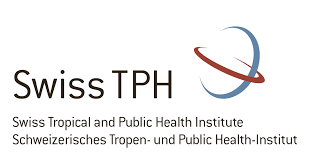 Swiss TPH
Swiss Tropical and Public Health Institute
Schweizerisches Tropen- und Public Health-Institut